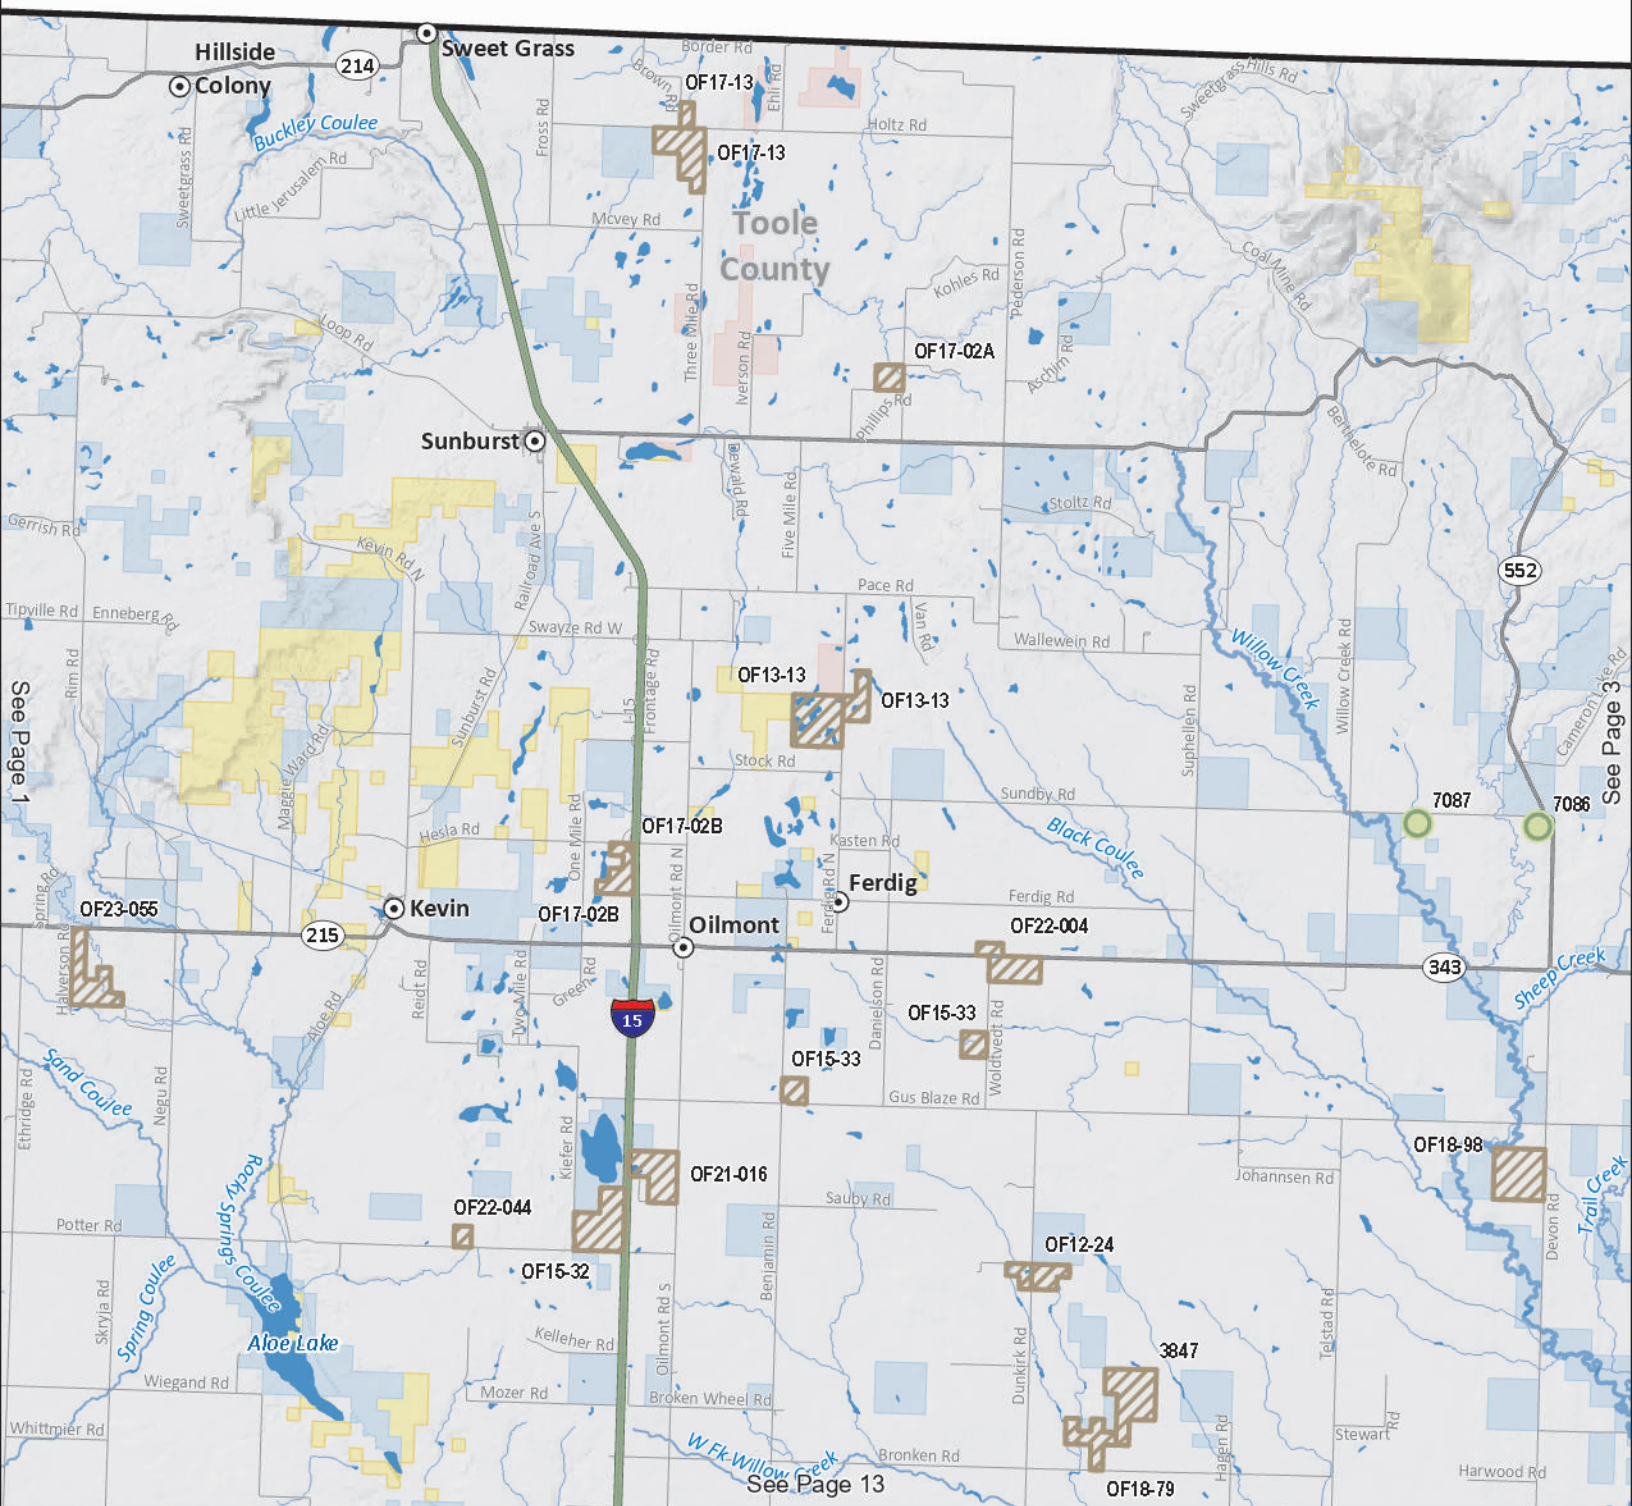 Hillside
Colony
214
Sweet Grass
Border Rd
Brown Rd
OF17-13
Ehli Rd
Sweetgrass Hills Rd
Buckley Coulee
Fross Rd
Holtz Rd
Sweetgrass Rd
Little Jerusalem Rd
OF17-13
Mcvey Rd
Toole
County
Coal Mine Rd
Pederson Rd
Kohles Rd
Loop Rd
Three Mile Rd
Iverson Rd
OF17-02A
Aschim Rd
Phillips Rd
Sunburst
Berthelote Rd
Dewald Rd
Five Mile Rd
Stoltz Rd
Gerrish Rd
Kevin Rd N
Railroad Ave S
552
Pace Rd
Tipville Rd
Enneberg Rd
Swayze Rd W
Van Rd
Wallewein Rd
Willow Creek
Willow Creek Rd
Cameron Lake Rd
Rim Rd
Sunburst Rd
I-15
Frontage Rd
OF13-13
OF13-13
Suphellen Rd
See Page 1
See Page 3
Maggie Ward Rd
Stock Rd
Sundby Rd
7087
7086
Hesla Rd
One Mile Rd
OF17-02B
Kasten Rd
Black Coulee
Spring Rd
OF23-055
Kevin
OF17-02B
Oilmont Rd N
Ferdig Rd N
Ferdig
Ferdig Rd
Oilmont
OF22-004
215
343
Sheep Creek
Halverson Rd
Reidt Rd
Two Mile Rd
Green Rd
Aloe Rd
15
Danielson Rd
OF15-33
Woldtvedt Rd
OF15-33
Sand Coulee
Ethridge Rd
Negu Rd
Gus Blaze Rd
Kiefer Rd
OF18-98
Rocky Springs Coulee
OF21-016
Johannsen Rd
Trail Creek
OF22-044
Sauby Rd
Potter Rd
Benjamin Rd
Devon Rd
OF12-24
OF15-32
Spring Coulee
Skryja Rd
Aloe Lake
Kelleher Rd
Oilmont Rd S
Dunkirk Rd
Telstad Rd
3847
Wiegand Rd
Mozer Rd
Broken Wheel Rd
Whittmier Rd
Hagen Rd
Stewart Rd
W Fk Willow Creek
Bronken Rd
See Page 13
Harwood Rd
OF18-79